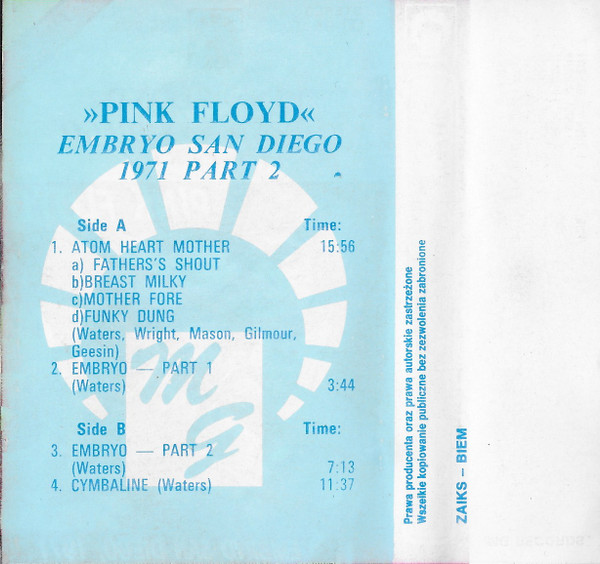 »PINK FLOYD«
EMBRYO SAN DIEGO
1971 PART 2
Side A Time:
1. ATOM HEART MOTHER 15:56
a) FATHERS'S SHOUT
b)BREAST MILKY
c)MOTHER FORE
d)FUNKY DUNG
(Waters, Wright, Mason, Gilmour,
Geesin)
2. EMBRYO — PART 1
(Waters) 3:44
MG
Side B Time:
3. EMBRYO — PART 2
(Waters) 7:13
4. CYMBALINE (Waters) 11:37
Prawa producenta oraz prawa autorskie zastrzeżone
Wszelkie kopiowanie publiczne bez zezwolenia zabronione
ZAIKS – BIEM